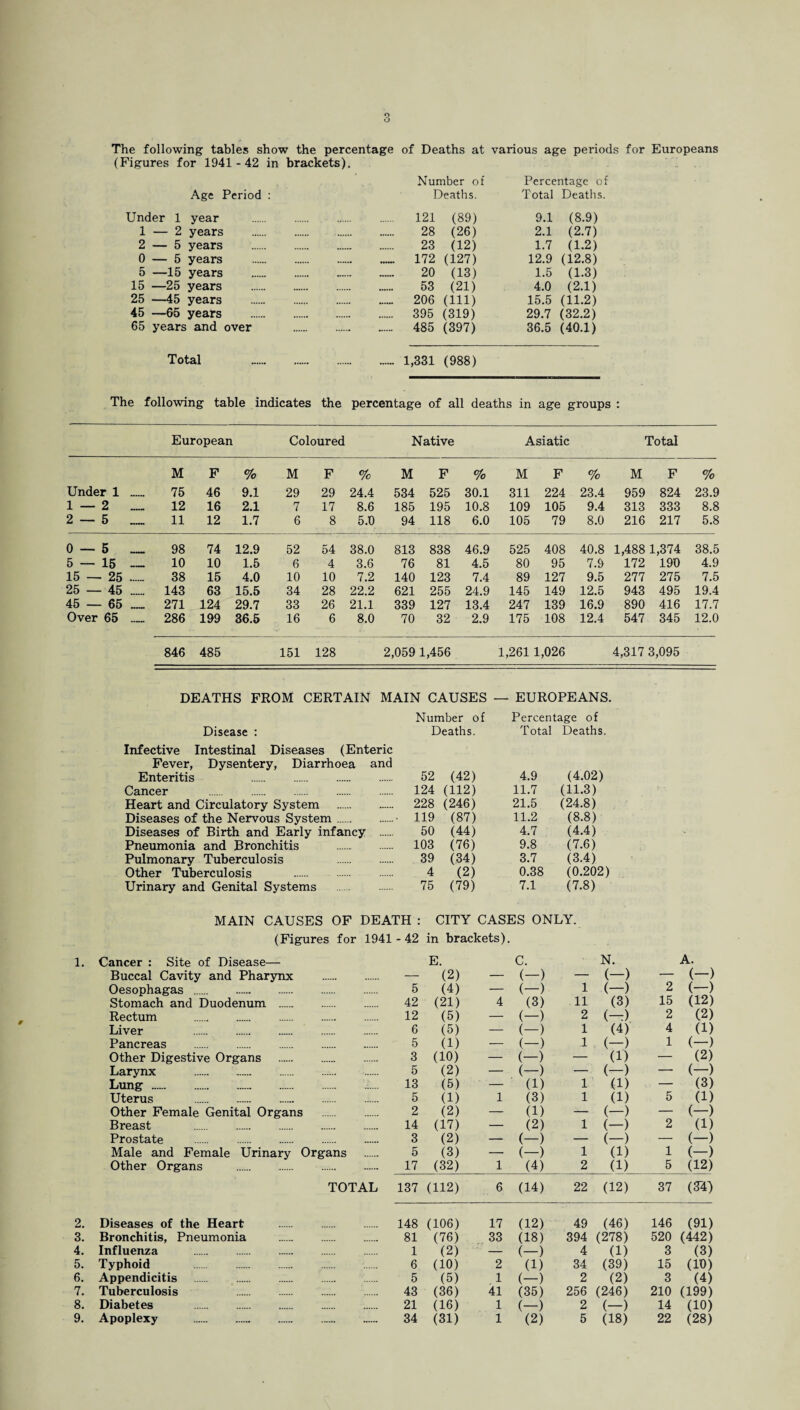 3
The following tables show the percentage of Deaths at various age periods for Europeans
(Figures for 1941 - 42 in brackets).
Number of Percentage of
Age Period : Deaths. Total Deaths.
Under 1 year ...... ...... ...... ...... 121 (89) 9.1 (8.9)
1 — 2 years ...... ...... ...... ...... 28 (26) 2.1 (2.7)
2 — 5 years ...... ...... ...... ...... 23 (12) 1.7 (1.2)
0 — 5 years ...... ...... ...... ...... 172 (127) 12.9 (12.8)
5 —15 years ...... ...... ...... ...... 20 (13) 1.5 (1.3)
15 —25 years ...... ...... ...... ...... 53 (21) 4.0 (2.1)
25 —45 years ...... ...... ...... ...... 206 (111) 15.5 (11.2)
45 —65 years ...... ...... ...... ...... 395 (319) 29.7 (32.2)
65 years and over ...... ...... ...... 485 (397) 36.5 (40.1)
Total ...... ...... ...... ...... 1,331 (988)
The following table indicates the percentage of all deaths in age groups :
European Coloured Native Asiatic Total
M F % M F % M F % M F % M F %
Under 1 ...... 75 46 9.1 29 29 24.4 534 525 30.1 311 224 23.4 959 824 23.9
1 — 2 ...... 12 16 2.1 7 17 8.6 185 195 10.8 109 105 9.4 313 333 8.8
2 — 5 ...... 11 12 1.7 6 8 5.0 94 118 6.0 105 79 8.0 216 217 5.8
0 — 5 ...... 98 74 12.9 52 54 38.0 813 838 46.9 525 408 40.8 1,488 1,374 38.5
5 — 15 ...... 10 10 1.5 6 4 3.6 76 81 4.5 80 95 7.9 172 190 4.9
15 — 25 ...... 38 15 4.0 10 10 7.2 140 123 7.4 89 127 9.5 277 275 7.5
25 — 45 ...... 143 63 15.5 34 28 22.2 621 255 24.9 145 149 12.5 943 495 19.4
45 — 65 ...... 271 124 29.7 33 26 21.1 339 127 13.4 247 139 16.9 890 416 17.7
Over 65 ...... 286 199 36.5 16 6 8.0 70 32 2.9 175 108 12.4 547 345 12.0
846 485 151 128 2,059 1,456 1,261 1,026 4,317 3,095
DEATHS FROM CERTAIN MAIN CAUSES — EUROPEANS.
Number of Percentage of
Disease : Deaths. Total Deaths.
Infective Intestinal Diseases (Enteric
Fever, Dysentery, Diarrhoea and
Enteritis ...... ...... ...... ...... 52 (42) 4.9 (4.02)
Cancer ...... ...... ...... ...... ...... 124 (112) 11.7 (11.3)
Heart and Circulatory System ...... ...... 228 (246) 21.5 (24.8)
Diseases of the Nervous System ...... ...... 119 (87) 11.2 (8.8)
Diseases of Birth and Early infancy ...... 50 (44) 4.7 (4.4)
Pneumonia and Bronchitis ...... ...... 103 (76) 9.8 (7.6)
Pulmonary Tuberculosis ...... ...... 39 (34) 3.7 (3.4)
Other Tuberculosis ...... ...... ...... 4 (2) 0.38 (0.202)
Urinary and Genital Systems ...... ...... 75 (79) 7.1 (7.8)
MAIN CAUSES OF DEATH : CITY CASES ONLY.
(Figures for 1941 - 42 in brackets).
1. Cancer : Site of Disease— E. C. N. A.
Buccal Cavity and Pharynx ...... ...... — (2) — (—) — (—) — (—)
Oesophagas ...... ...... ...... ...... ...... 5 (4) — (—) 1 (—) 2 (—)
Stomach and Duodenum ...... ...... ...... 42 (21) 4 (3) 11 (3) 15 (12)
Rectum ...... ...... ...... ...... ...... 12 (5) — (—) 2 (—) 2 (2)
Liver ...... ...... ...... ...... ...... 6 (5) — (—) 1 (4) 4 (1)
Pancreas ...... ...... ...... ...... ...... 5 (1) — (—) 1 (—) 1 (—)
Other Digestive Organs ...... ...... ...... 3 (10) — (—) — (1) — (2)
Larynx ...... ...... ...... ...... ...... 5 (2) — (—) — (—) — (—)
Lung ...... ...... ...... ...... ...... 13 (5) — (1) 1 (1) — (3)
Uterus ...... ...... ...... ...... ...... 5 (1) 1 (3) 1 (1) 5 (1)
Other Female Genital Organs ...... ...... 2 (2) — (1) — (—) — (—)
Breast ...... ...... ...... ...... ...... 14 (17) — (2) 1 (—) 2 (1)
Prostate ...... ...... ...... ...... ...... 3 (2) — (—) — (—) — (—)
Male and Female Urinary Organs ...... 5 (3) — (—) 1 (1) 1 (—)
Other Organs ...... ...... ...... ...... 17 (32) 1 (4) 2 (1) 5 (12)
TOTAL 137 (112) 6 (14) 22 (12) 37 (34)
2. Diseases of the Heart ...... ...... ...... 148 (106) 17 (12) 49 (46) 146 (91)
3. Bronchitis, Pneumonia ...... ...... ...... 81 (76) 33 (18) 394 (278) 520 (442)
4. Influenza ...... ...... ...... ...... ...... 1 (2) — (—) 4 (1) 3 (3)
5. Typhoid ...... ...... ...... ...... ...... 6 (10) 2 (1) 34 (39) 15 (10)
6. Appendicitis ...... ...... ...... ...... ...... 5 (5) 1 (—) 2 (2) 3 (4)
7. Tuberculosis ...... ...... ...... ...... 43 (36) 41 (35) 256 (246) 210 (199)
8. Diabetes ...... ...... ...... ...... ...... 21 (16) 1 (—) 2 (—) 14 (10)
9. Apoplexy ...... ...... ...... ...... ...... 34 (31) 1 (2) 5 (18) 22 (28)